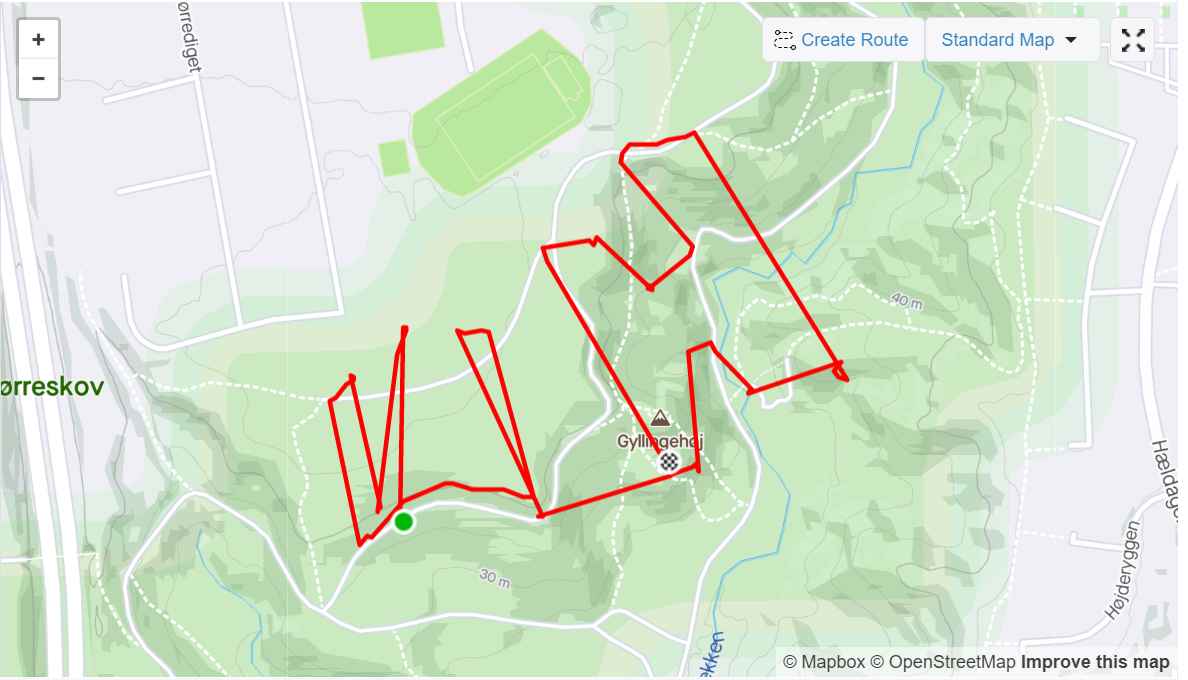 +
−
ørrediget
Create Route
Standard Map
40 m
ørreskov
Gyllingehøj
Hældage
30 m
Højderyggen
ekken
© Mapbox © OpenStreetMap Improve this map